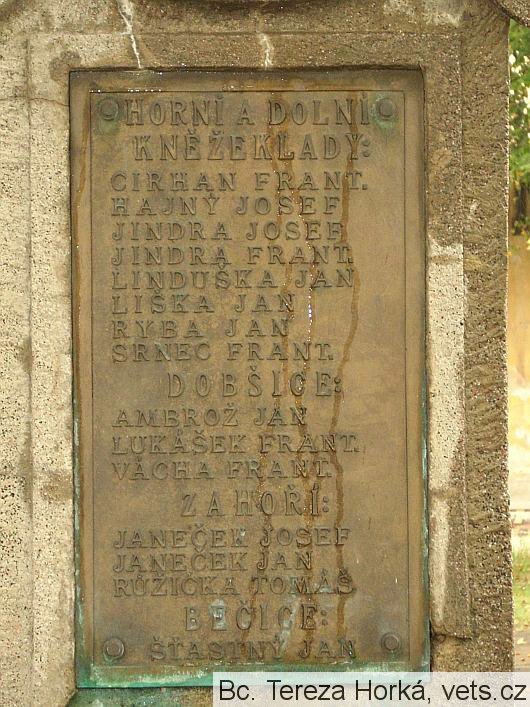 HORNÍ A DOLNÍ
KNĚŽEKLADY:
CIRHAN FRANT.
HAJNÝ JOSEF
JINDRA JOSEF
JINDRA FRANT.
LINDUŠKA JAN
LIŠKA JAN
RYBA JAN
SRNEC FRANT.
DOBŠICE:
AMBROŽ JAN
LUKÁŠEK FRANT.
VÁCHA FRANT.
ZAHOŘÍ:
JANEČEK JOSEF
JANEČEK JAN
RŮŽIČKA TOMÁŠ
BEČICE:
ŠŤASTNÝ JAN
Bc. Tereza Horká, vets.cz